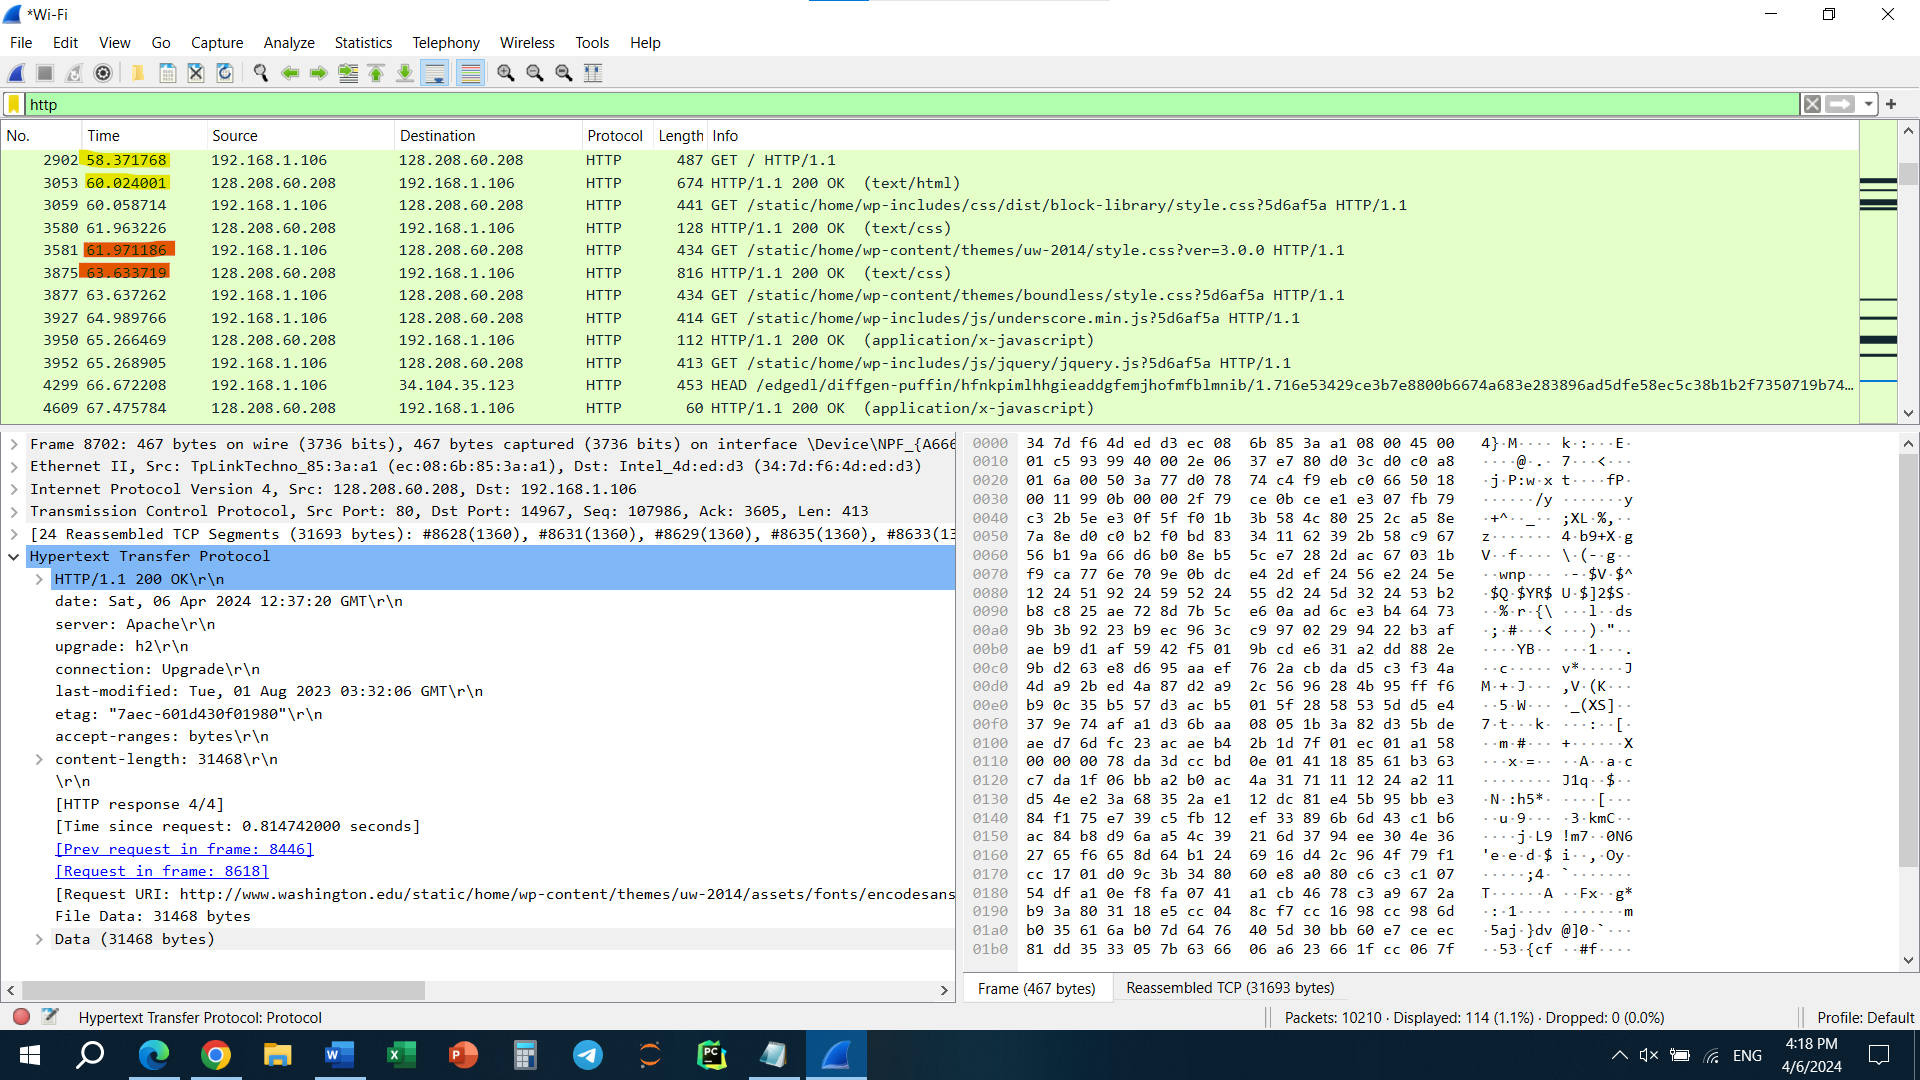 *Wi-Fi
File Edit View Go Capture Analyze Statistics Telephony Wireless Tools Help
http
No. Time Source Destination Protocol Length Info
2902 58.371768 192.168.1.106 128.208.60.208 HTTP 487 GET / HTTP/1.1
3053 60.024001 128.208.60.208 192.168.1.106 HTTP 674 HTTP/1.1 200 OK (text/html)
3059 60.058714 192.168.1.106 128.208.60.208 HTTP 441 GET /static/home/wp-includes/css/dist/block-library/style.css?5d6af5a HTTP/1.1
3580 61.963226 128.208.60.208 192.168.1.106 HTTP 128 HTTP/1.1 200 OK (text/css)
3581 61.971186 192.168.1.106 128.208.60.208 HTTP 434 GET /static/home/wp-content/themes/uw-2014/style.css?ver=3.0.0 HTTP/1.1
3875 63.633719 128.208.60.208 192.168.1.106 HTTP 816 HTTP/1.1 200 OK (text/css)
3877 63.637262 192.168.1.106 128.208.60.208 HTTP 434 GET /static/home/wp-content/themes/boundless/style.css?5d6af5a HTTP/1.1
3927 64.989766 192.168.1.106 128.208.60.208 HTTP 414 GET /static/home/wp-includes/js/underscore.min.js?5d6af5a HTTP/1.1
3950 65.266469 128.208.60.208 192.168.1.106 HTTP 112 HTTP/1.1 200 OK (application/x-javascript)
3952 65.268905 192.168.1.106 128.208.60.208 HTTP 413 GET /static/home/wp-includes/js/jquery/jquery.js?5d6af5a HTTP/1.1
4299 66.672208 192.168.1.106 34.104.35.123 HTTP 453 HEAD /edgedl/diffgen-puffin/hfnkpimlhhgieaddgfemjhofmfblmnib/1.716e53429ce3b7e8800b6674a683e283896ad5dfe58ec5c38b1b2f7350719b74…
4609 67.475784 128.208.60.208 192.168.1.106 HTTP 60 HTTP/1.1 200 OK (application/x-javascript)
Frame 8702: 467 bytes on wire (3736 bits), 467 bytes captured (3736 bits) on interface \Device\NPF_{A666
Ethernet II, Src: TpLinkTechno_85:3a:a1 (ec:08:6b:85:3a:a1), Dst: Intel_4d:ed:d3 (34:7d:f6:4d:ed:d3)
Internet Protocol Version 4, Src: 128.208.60.208, Dst: 192.168.1.106
Transmission Control Protocol, Src Port: 80, Dst Port: 14967, Seq: 107986, Ack: 3605, Len: 413
[24 Reassembled TCP Segments (31693 bytes): #8628(1360), #8631(1360), #8629(1360), #8635(1360), #8633(13
Hypertext Transfer Protocol
HTTP/1.1 200 OK\r\n
date: Sat, 06 Apr 2024 12:37:20 GMT\r\n
server: Apache\r\n
upgrade: h2\r\n
connection: Upgrade\r\n
last-modified: Tue, 01 Aug 2023 03:32:06 GMT\r\n
etag: "7aec-601d430f01980"\r\n
accept-ranges: bytes\r\n
content-length: 31468\r\n
\r\n
[HTTP response 4/4]
[Time since request: 0.814742000 seconds]
[Prev request in frame: 8446]
[Request in frame: 8618]
[Request URI: http://www.washington.edu/static/home/wp-content/themes/uw-2014/assets/fonts/encodesans
File Data: 31468 bytes
Data (31468 bytes)
0000 34 7d f6 4d ed d3 ec 08 6b 85 3a a1 08 00 45 00 4}·M····k·:···E·
0010 01 c5 93 99 40 00 2e 06 37 e7 80 d0 3c d0 c0 a8 ····@·.·7···<···
0020 01 6a 00 50 3a 77 d0 78 74 c4 f9 eb c0 66 50 18 ·j·P:w·xt····fP·
0030 00 11 99 0b 00 00 2f 79 ce 0b ce e1 e3 07 fb 79 ······/y·······y
0040 c3 2b 5e e3 0f 5f f0 1b 3b 58 4c 80 25 2c a5 8e ·+^··_··;XL·%,··
0050 7a 8e d0 c0 b2 f0 bd 83 34 11 62 39 2b 58 c9 67 z·······4·b9+X·g
0060 56 b1 9a 66 d6 b0 8e b5 5c e7 28 2d ac 67 03 1b V··f····\·(-·g··
0070 f9 ca 77 6e 70 9e 0b dc e4 2d ef 24 56 e2 24 5e ··wnp····-·$V·$^
0080 12 24 51 92 24 59 52 24 55 d2 24 5d 32 24 53 b2 ·$Q·$YR$U·$]2$S·
0090 b8 c8 25 ae 72 8d 7b 5c e6 0a ad 6c e3 b4 64 73 ··%·r·{\···l··ds
00a0 9b 3b 92 23 b9 ec 96 3c c9 97 02 29 94 22 b3 af ·;·#···<···)·"··
00b0 ae b9 d1 af 59 42 f5 01 9b cd e6 31 a2 dd 88 2e ····YB·····1···.
00c0 9b d2 63 e8 d6 95 aa ef 76 2a cb da d5 c3 f3 4a ··c·····v*·····J
00d0 4d a9 2b ed 4a 87 d2 a9 2c 56 96 28 4b 95 ff f6 M·+·J···,V·(K···
00e0 b9 0c 35 b5 57 d3 ac b5 01 5f 28 58 53 5d d5 e4 ··5·W····_(XS]··
00f0 37 9e 74 af a1 d3 6b aa 08 05 1b 3a 82 d3 5b de 7·t···k····:··[·
0100 ae d7 6d fc 23 ac ae b4 2b 1d 7f 01 ec 01 a1 58 ··m·#···+······X
0110 00 00 00 78 da 3d cc bd 0e 01 41 18 85 61 b3 63 ···x·=····A··a·c
0120 c7 da 1f 06 bb a2 b0 ac 4a 31 71 11 12 24 a2 11 ········J1q··$··
0130 d5 4e e2 3a 68 35 2a e1 12 dc 81 e4 5b 95 bb e3 ·N·:h5*·····[···
0140 84 f1 75 e7 39 c5 fb 12 ef 33 89 6b 6d 43 c1 b6 ··u·9····3·kmC··
0150 ac 84 b8 d9 6a a5 4c 39 21 6d 37 94 ee 30 4e 36 ····j·L9!m7··0N6
0160 27 65 f6 65 8d 64 b1 24 69 16 d4 2c 96 4f 79 f1 'e·e·d·$i··,·Oy·
0170 cc 17 01 d9 9c 3b 34 80 60 e8 a0 80 c6 c3 c1 07 ·····;4·`·······
0180 54 df a1 0e f8 fa 07 41 a1 cb 46 78 c3 a9 67 2a T······A··Fx··g*
0190 b9 3a 80 31 18 e5 cc 04 8c f7 cc 16 98 cc 98 6d ·:·1···········m
01a0 b0 35 61 6a b0 7d 64 76 40 5d 30 bb 60 e7 ce ec ·5aj·}dv@]0·`···
01b0 81 dd 35 33 05 7b 63 66 06 a6 23 66 1f cc 06 7f ··53·{cf··#f····
Frame (467 bytes) Reassembled TCP (31693 bytes)
Hypertext Transfer Protocol: Protocol
Packets: 10210 · Displayed: 114 (1.1%) · Dropped: 0 (0.0%)
Profile: Default
ENG
4:18 PM
4/6/2024